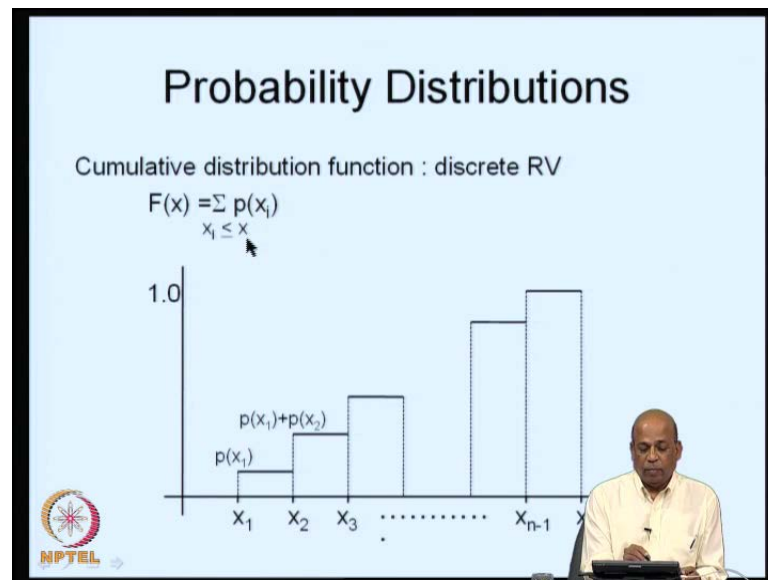 Probability Distributions
Cumulative distribution function : discrete RV
F(x) =Σ p(xᵢ)
xᵢ ≤ x
1.0
p(x₁)+p(x₂)
p(x₁)
x₁ x₂ x₃ ........... xₙ₋₁
NPTEL